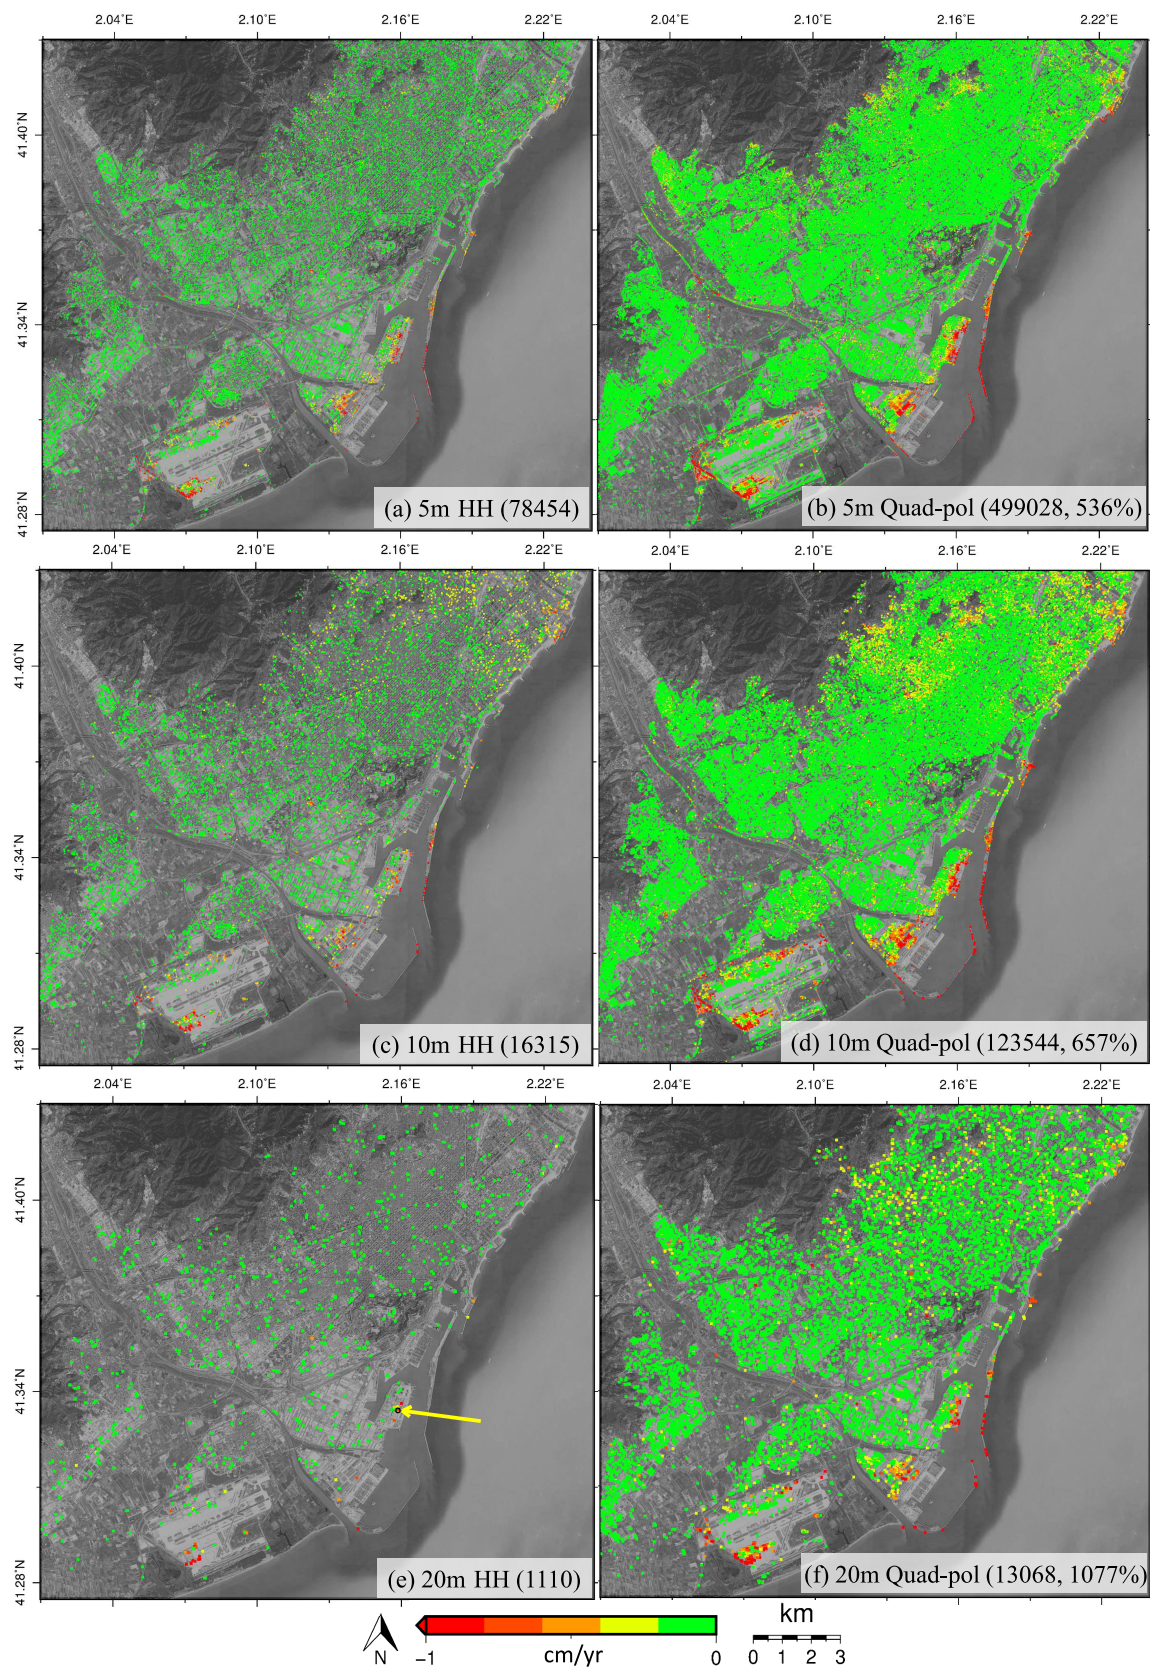 2.04°E 2.10°E 2.16°E 2.22°E 2.04°E 2.10°E 2.16°E 2.22°E
41.40°N
41.34°N
41.28°N
(a) 5m HH (78454)
(b) 5m Quad-pol (499028, 536%)
2.04°E 2.10°E 2.16°E 2.22°E 2.04°E 2.10°E 2.16°E 2.22°E
41.40°N
41.34°N
41.28°N
(c) 10m HH (16315)
(d) 10m Quad-pol (123544, 657%)
2.04°E 2.10°E 2.16°E 2.22°E 2.04°E 2.10°E 2.16°E 2.22°E
41.40°N
41.34°N
41.28°N
(e) 20m HH (1110)
(f) 20m Quad-pol (13068, 1077%)
km
N
−1 cm/yr 0
0 1 2 3